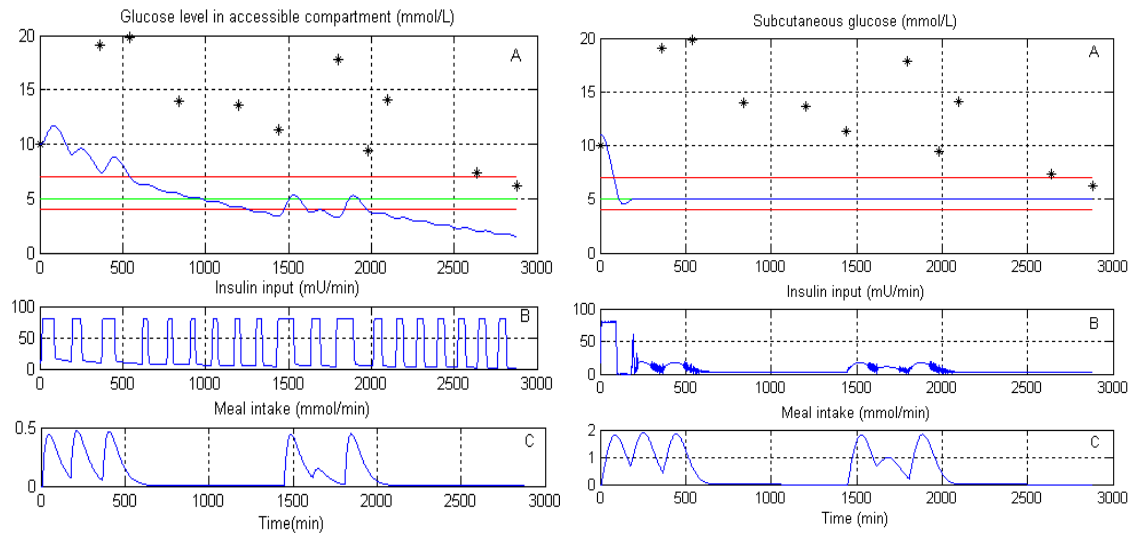 Glucose level in accessible compartment (mmol/L)
20
15
10
5
0
A
0 500 1000 1500 2000 2500 3000
Insulin input (mU/min)
100
50
0
B
0 500 1000 1500 2000 2500 3000
Meal intake (mmol/min)
0.5
0
C
0 500 1000 1500 2000 2500 3000
Time(min)
Subcutaneous glucose (mmol/L)
20
15
10
5
0
A
0 500 1000 1500 2000 2500 3000
Insulin input (mU/min)
100
50
0
B
0 500 1000 1500 2000 2500 3000
Meal intake (mmol/min)
2
1
0
C
0 500 1000 1500 2000 2500 3000
Time (min)